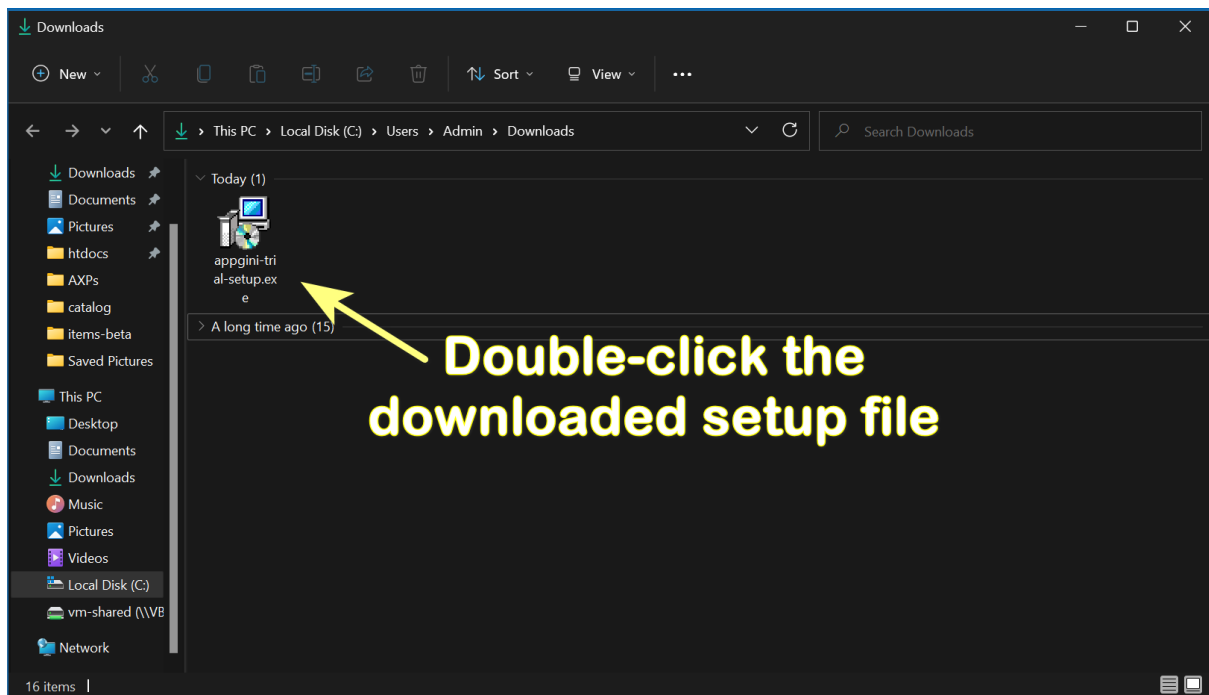 Downloads
New
Sort
View
This PC > Local Disk (C:) > Users > Admin > Downloads
Search Downloads
Downloads
Documents
Pictures
htdocs
AXPs
catalog
items-beta
Saved Pictures
This PC
Desktop
Documents
Downloads
Music
Pictures
Videos
Local Disk (C:)
vm-shared (\\VB
Network
Today (1)
appgini-tri
al-setup.ex
e
A long time ago (15)
Double-click the
downloaded setup file
16 items